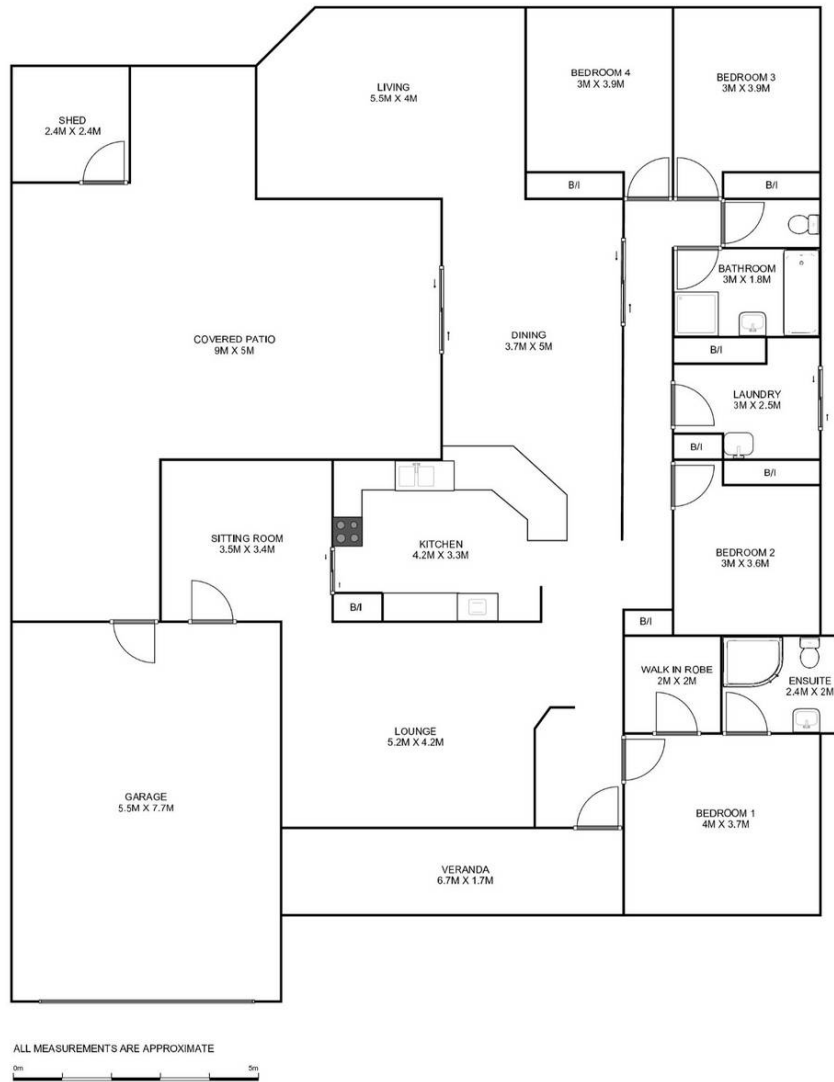 LIVING
5.5M X 4M
BEDROOM 4
3M X 3.9M
BEDROOM 3
3M X 3.9M
SHED
2.4M X 2.4M
B/I
B/I
BATHROOM
3M X 1.8M
COVERED PATIO
9M X 5M
DINING
3.7M X 5M
B/I
LAUNDRY
3M X 2.5M
B/I
B/I
SITTING ROOM
3.5M X 3.4M
KITCHEN
4.2M X 3.3M
BEDROOM 2
3M X 3.6M
B/I
B/I
WALK IN ROBE
2M X 2M
ENSUITE
2.4M X 2M
LOUNGE
5.2M X 4.2M
GARAGE
5.5M X 7.7M
BEDROOM 1
4M X 3.7M
VERANDA
6.7M X 1.7M
ALL MEASUREMENTS ARE APPROXIMATE
0m 5m